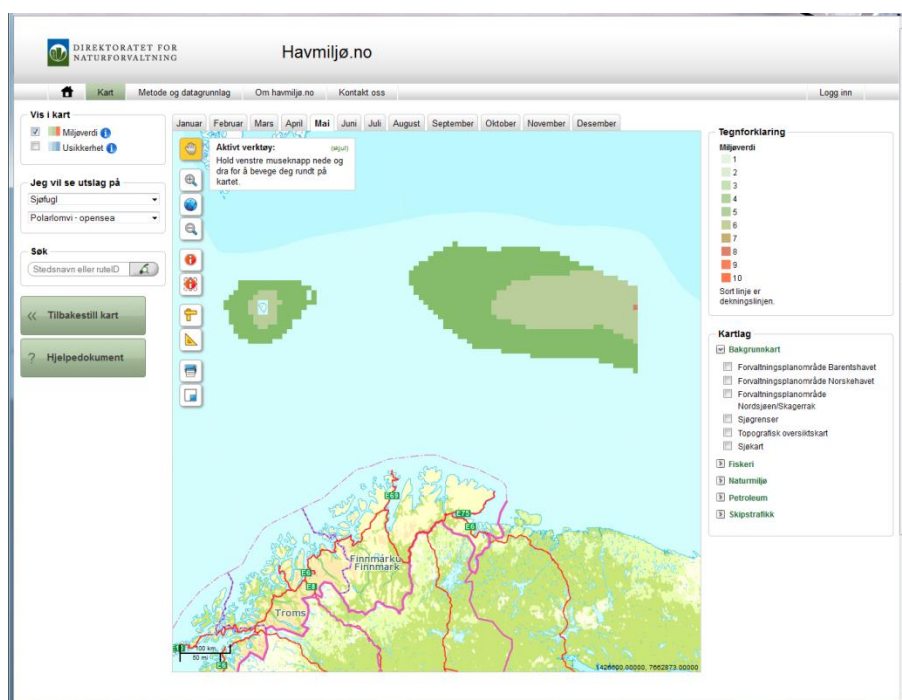 DIREKTORATET FOR
NATURFORVALTNING
Havmiljø.no
Kart Metode og datagrunnlag Om havmiljø.no Kontakt oss Logg inn
Vis i kart
Miljøverdi
Usikkerhet
Jeg vil se utslag på
Sjøfugl
Polarlomvi - opensea
Søk
Stedsnavn eller ruteID
« Tilbakestill kart
? Hjelpedokument
Januar Februar Mars April Mai Juni Juli August September Oktober November Desember
Aktivt verktøy: (skjul)
Hold venstre museknapp nede og
dra for å bevege deg rundt på
kartet.
E69
E75
E6
Finnmárku
Finnmark
E6
E8
Troms
100 km
50 mi
E6
1426600.00000, 7662873.00000
Tegnforklaring
Miljøverdi
1
2
3
4
5
6
7
8
9
10
Sort linje er
dekningslinjen.
Kartlag
Bakgrunnkart
Forvaltningsplanområde Barentshavet
Forvaltningsplanområde Norskehavet
Forvaltningsplanområde
Nordsjøen/Skagerrak
Sjøgrenser
Topografisk oversiktskart
Sjøkart
Fiskeri
Naturmiljø
Petroleum
Skipstrafikk